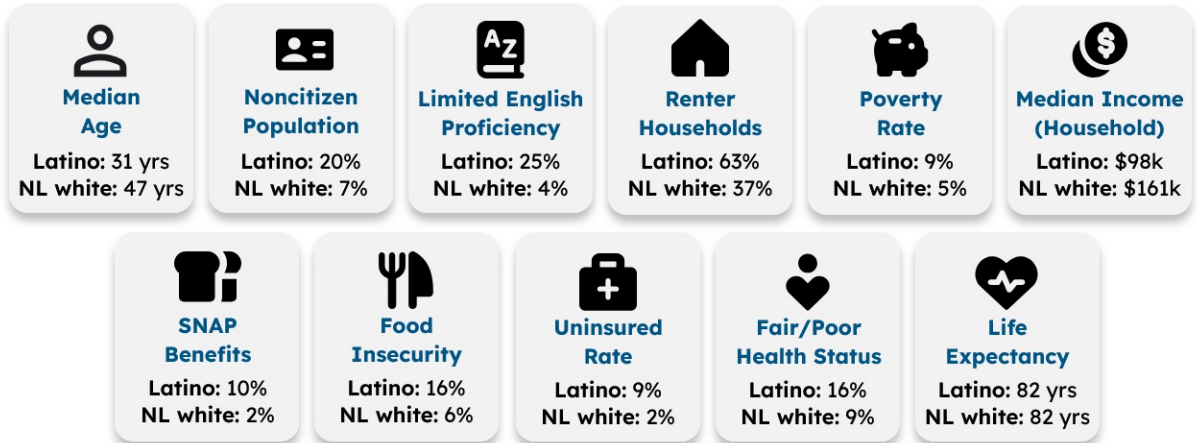 Median
Age
Latino: 31 yrs
NL white: 47 yrs
Noncitizen
Population
Latino: 20%
NL white: 7%
AZ
Limited English
Proficiency
Latino: 25%
NL white: 4%
Renter
Households
Latino: 63%
NL white: 37%
Poverty
Rate
Latino: 9%
NL white: 5%
$
Median Income
(Household)
Latino: $98k
NL white: $161k
SNAP
Benefits
Latino: 10%
NL white: 2%
Food
Insecurity
Latino: 16%
NL white: 6%
Uninsured
Rate
Latino: 9%
NL white: 2%
Fair/Poor
Health Status
Latino: 16%
NL white: 9%
Life
Expectancy
Latino: 82 yrs
NL white: 82 yrs